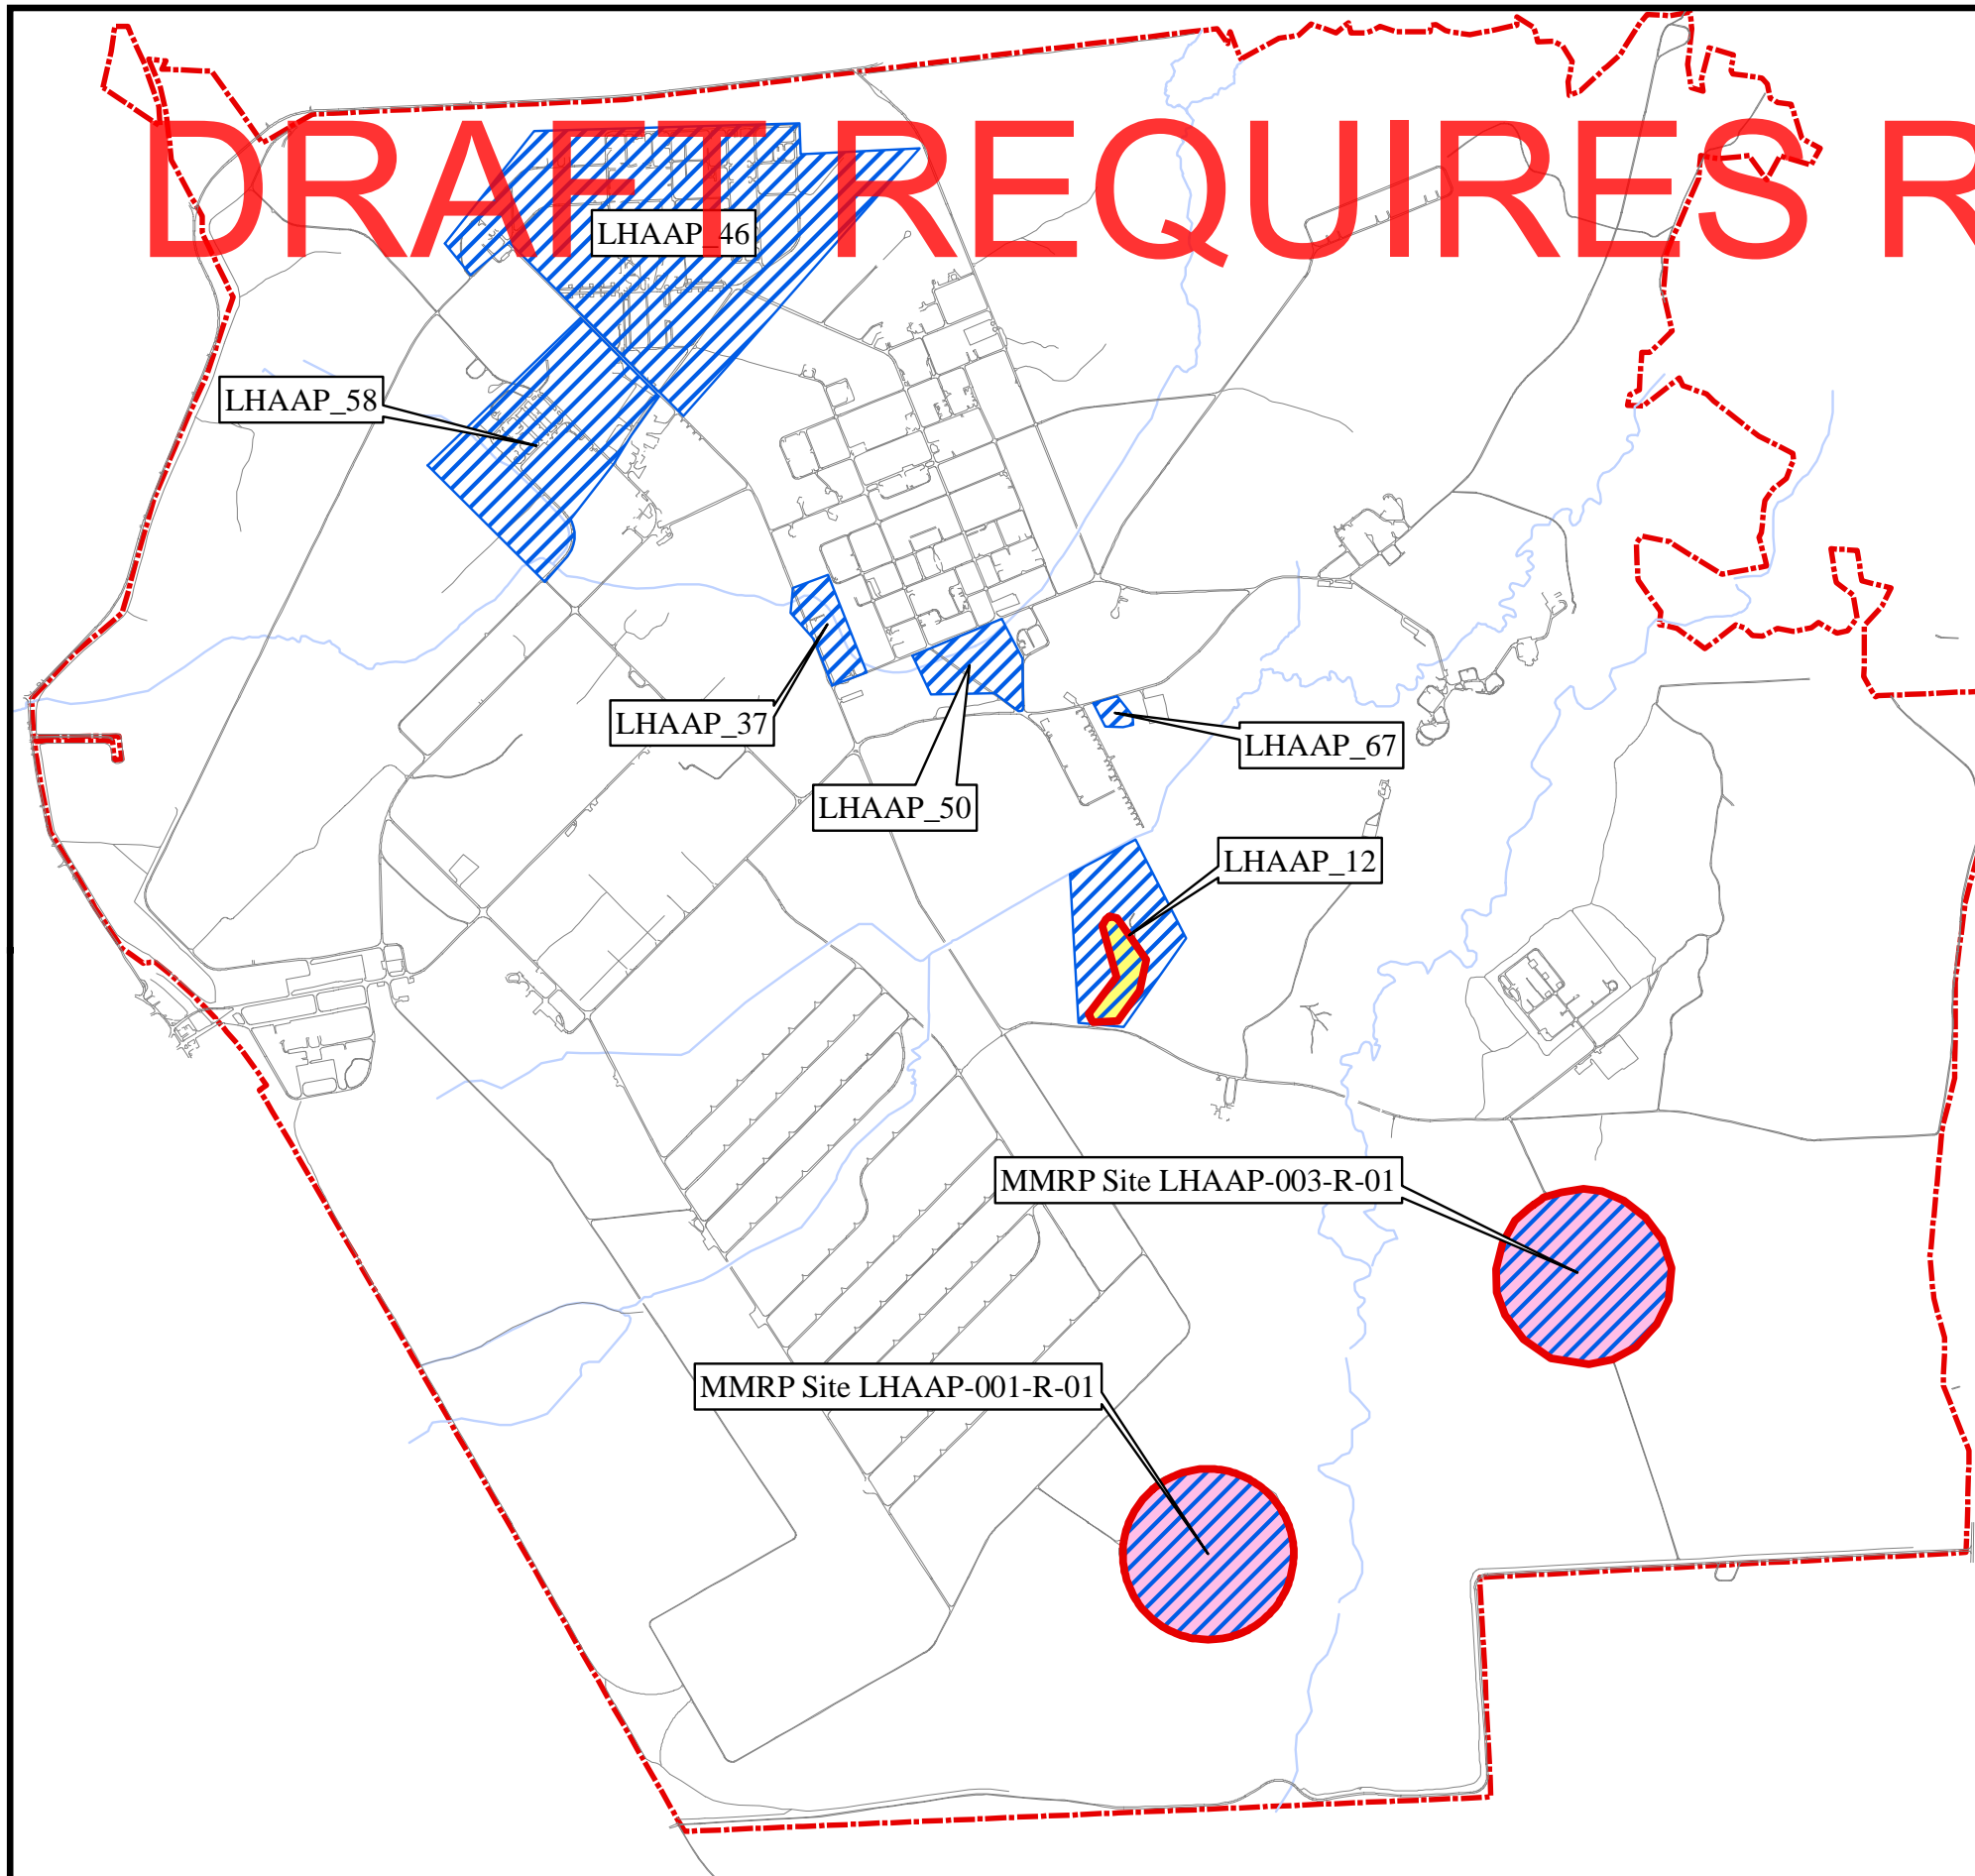 DRAFT REQUIRES R
LHAAP_46
LHAAP_58
LHAAP_37
LHAAP_67
LHAAP_50
LHAAP_12
MMRP Site LHAAP-003-R-01
MMRP Site LHAAP-001-R-01